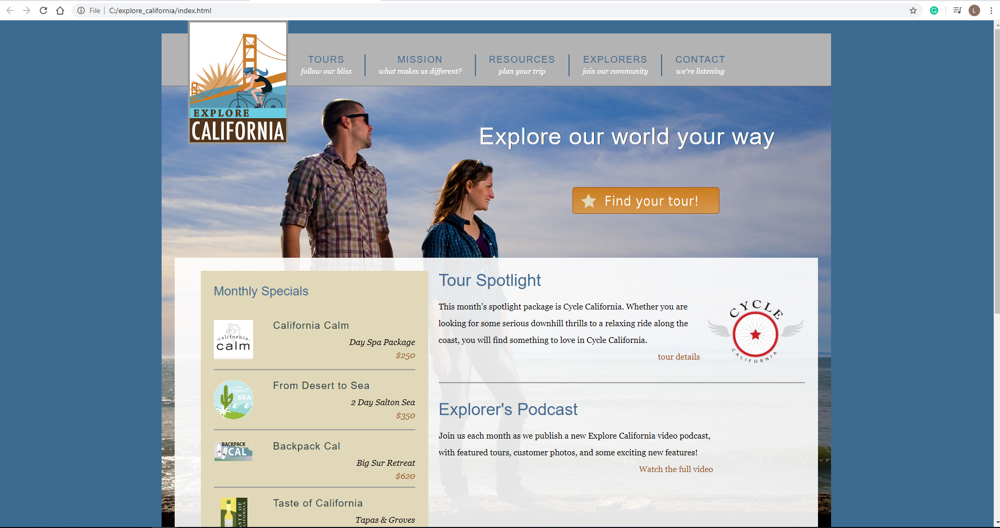 File
C:/explore_california/index.html
L
EXPLORE
CALIFORNIA
TOURS
follow our bliss
MISSION
what makes us different?
RESOURCES
plan your trip
EXPLORERS
join our community
CONTACT
we're listening
Explore our world your way
Find your tour!
Monthly Specials
.california.
calm
California Calm
Day Spa Package
$250
Desert
SEA
From Desert to Sea
2 Day Salton Sea
$350
BACKPACK
CAL
Backpack Cal
Big Sur Retreat
$620
Taste of California
Tapas & Groves
Tour Spotlight
This month's spotlight package is Cycle California. Whether you are
looking for some serious downhill thrills to a relaxing ride along the
coast, you will find something to love in Cycle California.
tour details
CYCLE
CALIFORNIA
Explorer's Podcast
Join us each month as we publish a new Explore California video podcast,
with featured tours, customer photos, and some exciting new features!
Watch the full video